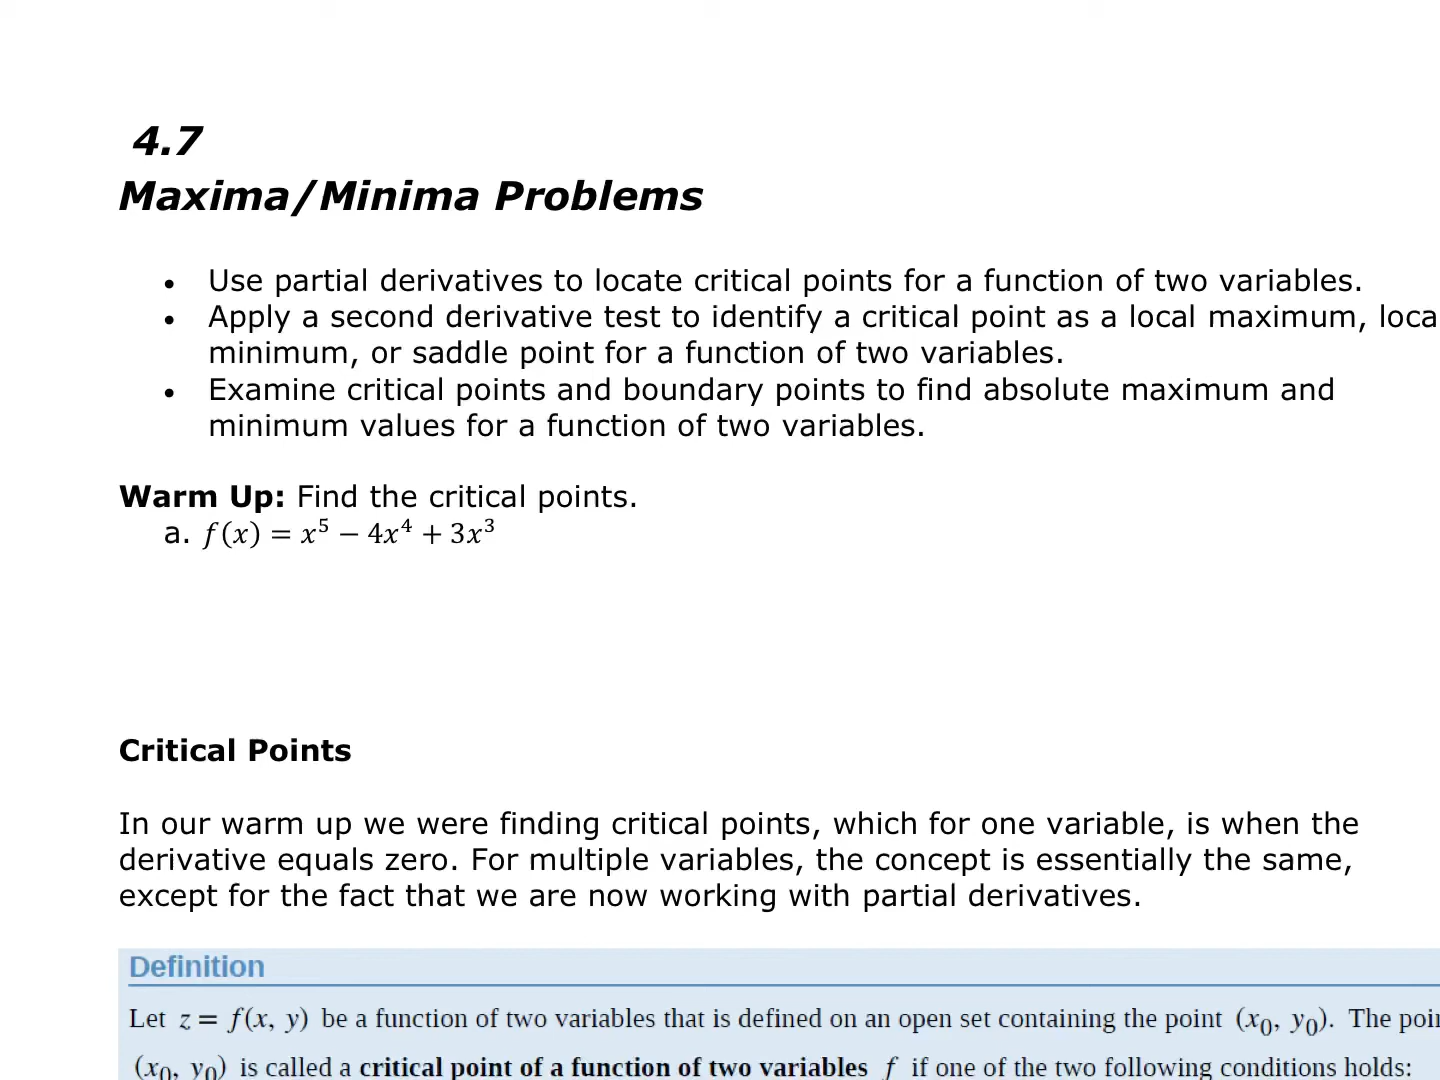 4.7
Maxima/Minima Problems
• Use partial derivatives to locate critical points for a function of two variables.
• Apply a second derivative test to identify a critical point as a local maximum, loca
minimum, or saddle point for a function of two variables.
• Examine critical points and boundary points to find absolute maximum and
minimum values for a function of two variables.
Warm Up: Find the critical points.
a. f(x) = x⁵ − 4x⁴ + 3x³
Critical Points
In our warm up we were finding critical points, which for one variable, is when the
derivative equals zero. For multiple variables, the concept is essentially the same,
except for the fact that we are now working with partial derivatives.
Definition
Let z = f(x, y) be a function of two variables that is defined on an open set containing the point (x₀, y₀). The poin
(x₀, y₀) is called a critical point of a function of two variables f if one of the two following conditions holds: